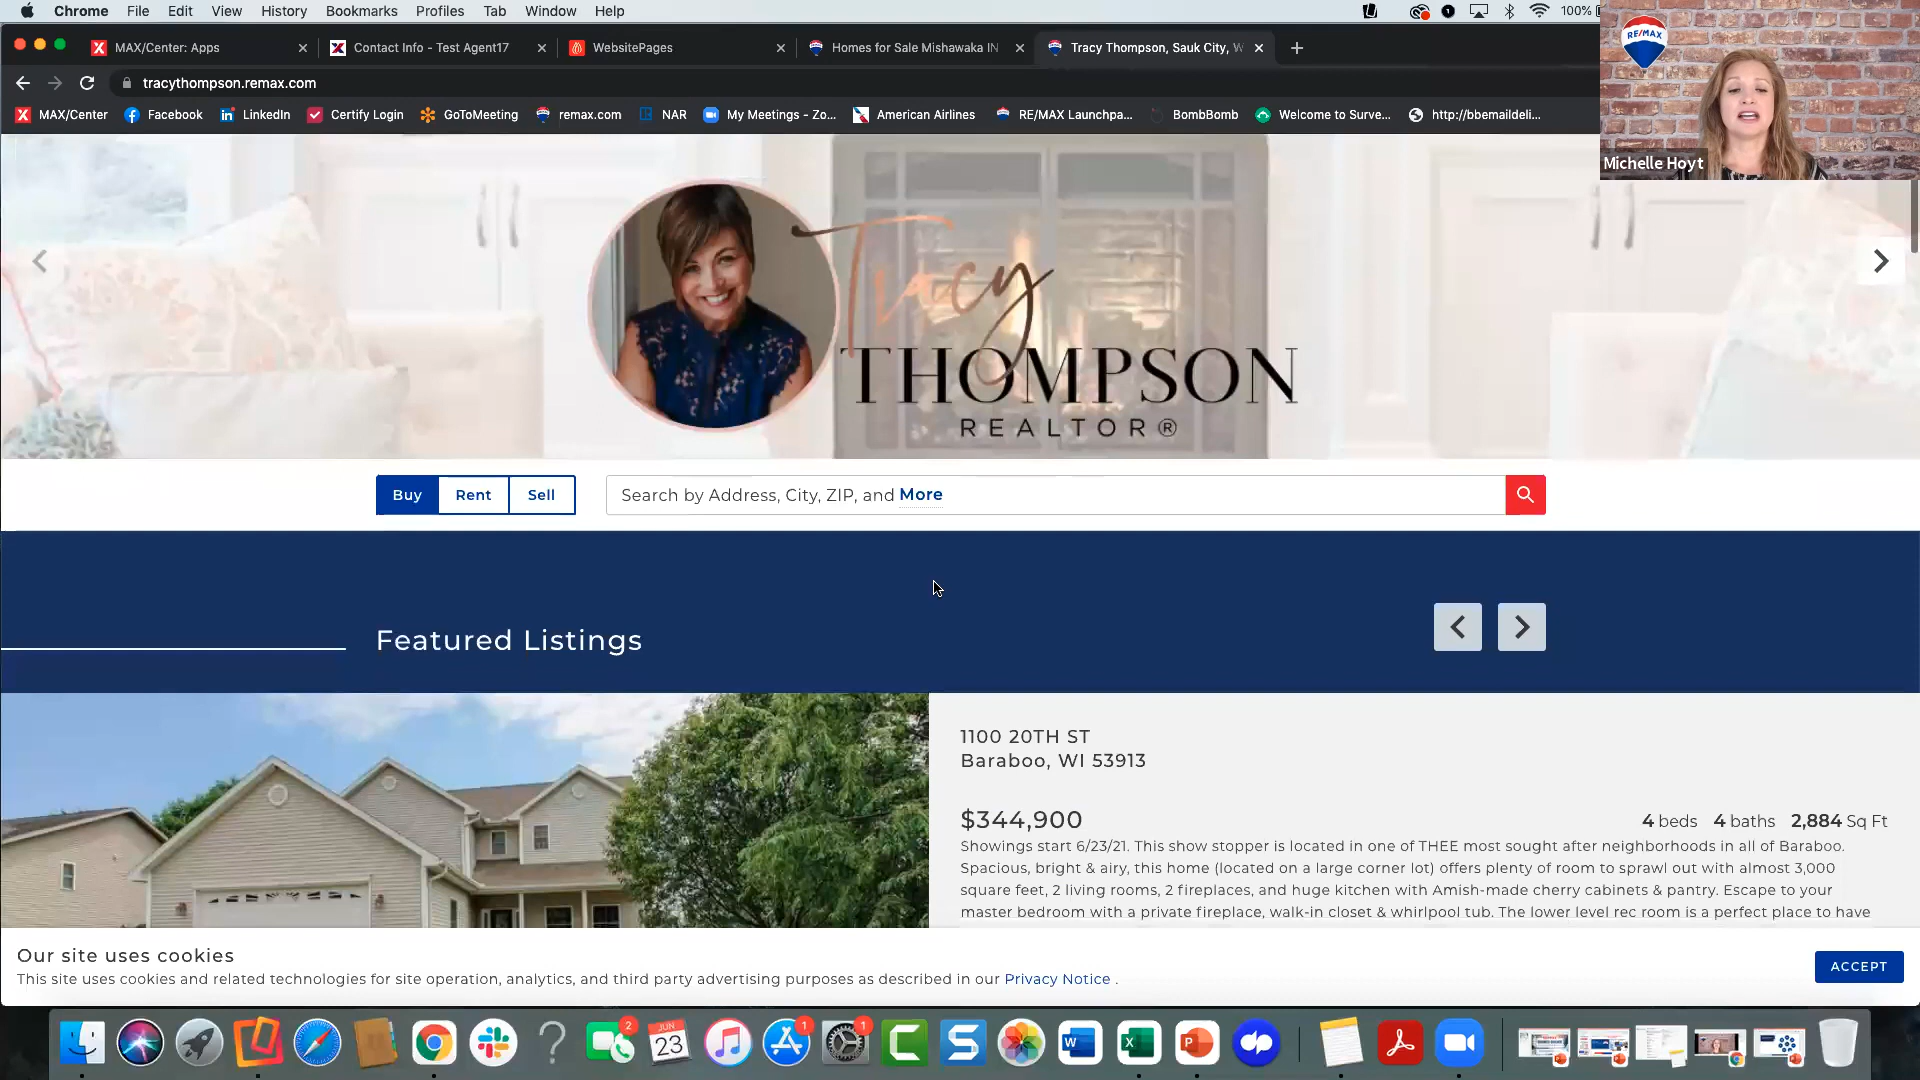 Chrome File Edit View History Bookmarks Profiles Tab Window Help
1 100%
MAX/Center: Apps
Contact Info - Test Agent17
WebsitePages
Homes for Sale Mishawaka IN
Tracy Thompson, Sauk City, W
tracythompson.remax.com
MAX/Center Facebook LinkedIn Certify Login GoToMeeting remax.com NAR My Meetings - Zo... American Airlines RE/MAX Launchpa... BombBomb Welcome to Surve... http://bbemaildeli...
RE/MAX
Michelle Hoyt
Tracy
THOMPSON
REALTOR®
Buy Rent Sell
Search by Address, City, ZIP, and More
Featured Listings
1100 20TH ST
Baraboo, WI 53913
$344,900
4 beds 4 baths 2,884 Sq Ft
Showings start 6/23/21. This show stopper is located in one of THEE most sought after neighborhoods in all of Baraboo.
Spacious, bright & airy, this home (located on a large corner lot) offers plenty of room to sprawl out with almost 3,000
square feet, 2 living rooms, 2 fireplaces, and huge kitchen with Amish-made cherry cabinets & pantry. Escape to your
master bedroom with a private fireplace, walk-in closet & whirlpool tub. The lower level rec room is a perfect place to have
Our site uses cookies
This site uses cookies and related technologies for site operation, analytics, and third party advertising purposes as described in our Privacy Notice .
ACCEPT
2
JUN
23
1
1
C
S
W
X
P